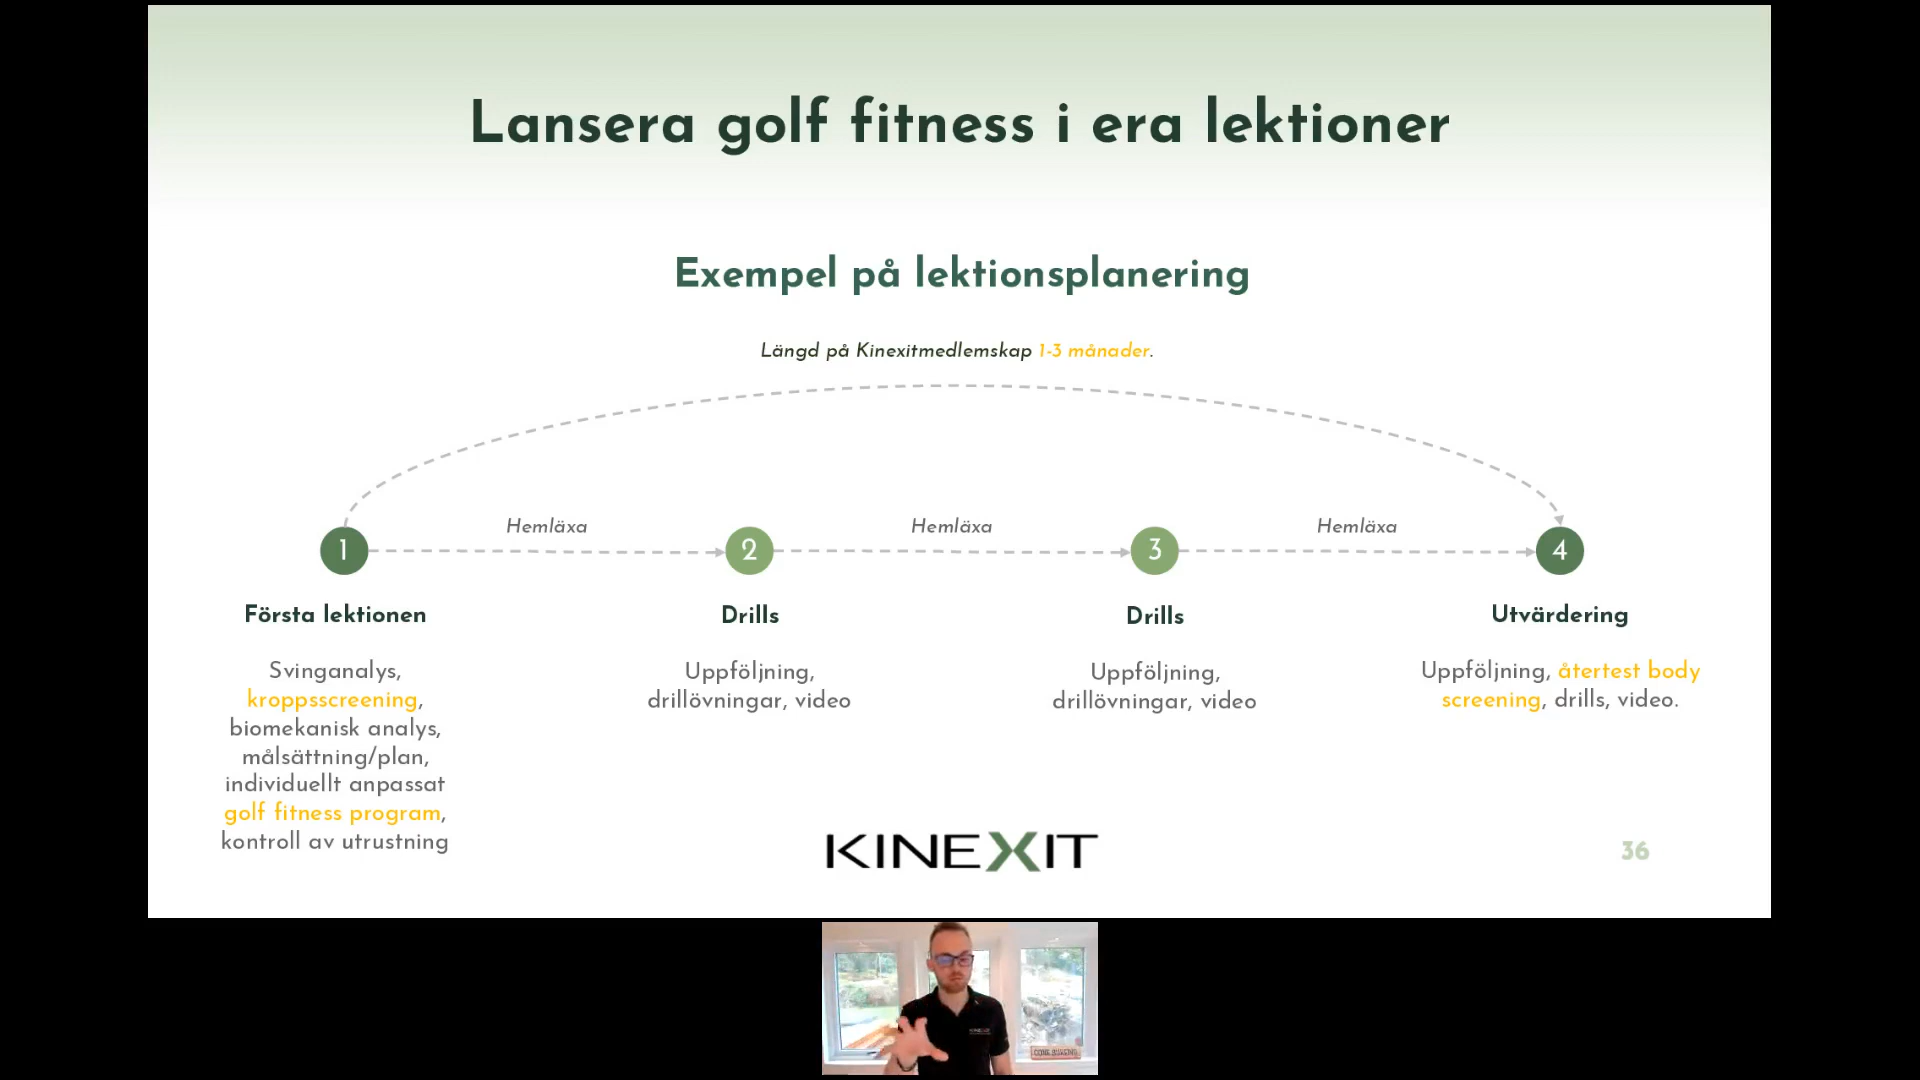 Lansera golf fitness i era lektioner
Exempel på lektionsplanering
Längd på Kinexitmedlemskap 1-3 månader.
Hemläxa
Hemläxa
Hemläxa
1
2
3
4
Första lektionen
Svinganalys,
kroppsscreening,
biomekanisk analys,
målsättning/plan,
individuellt anpassat
golf fitness program,
kontroll av utrustning
Drills
Uppföljning,
drillövningar, video
Drills
Uppföljning,
drillövningar, video
Utvärdering
Uppföljning, återtest body
screening, drills, video.
KINEXIT
36
KINEXIT